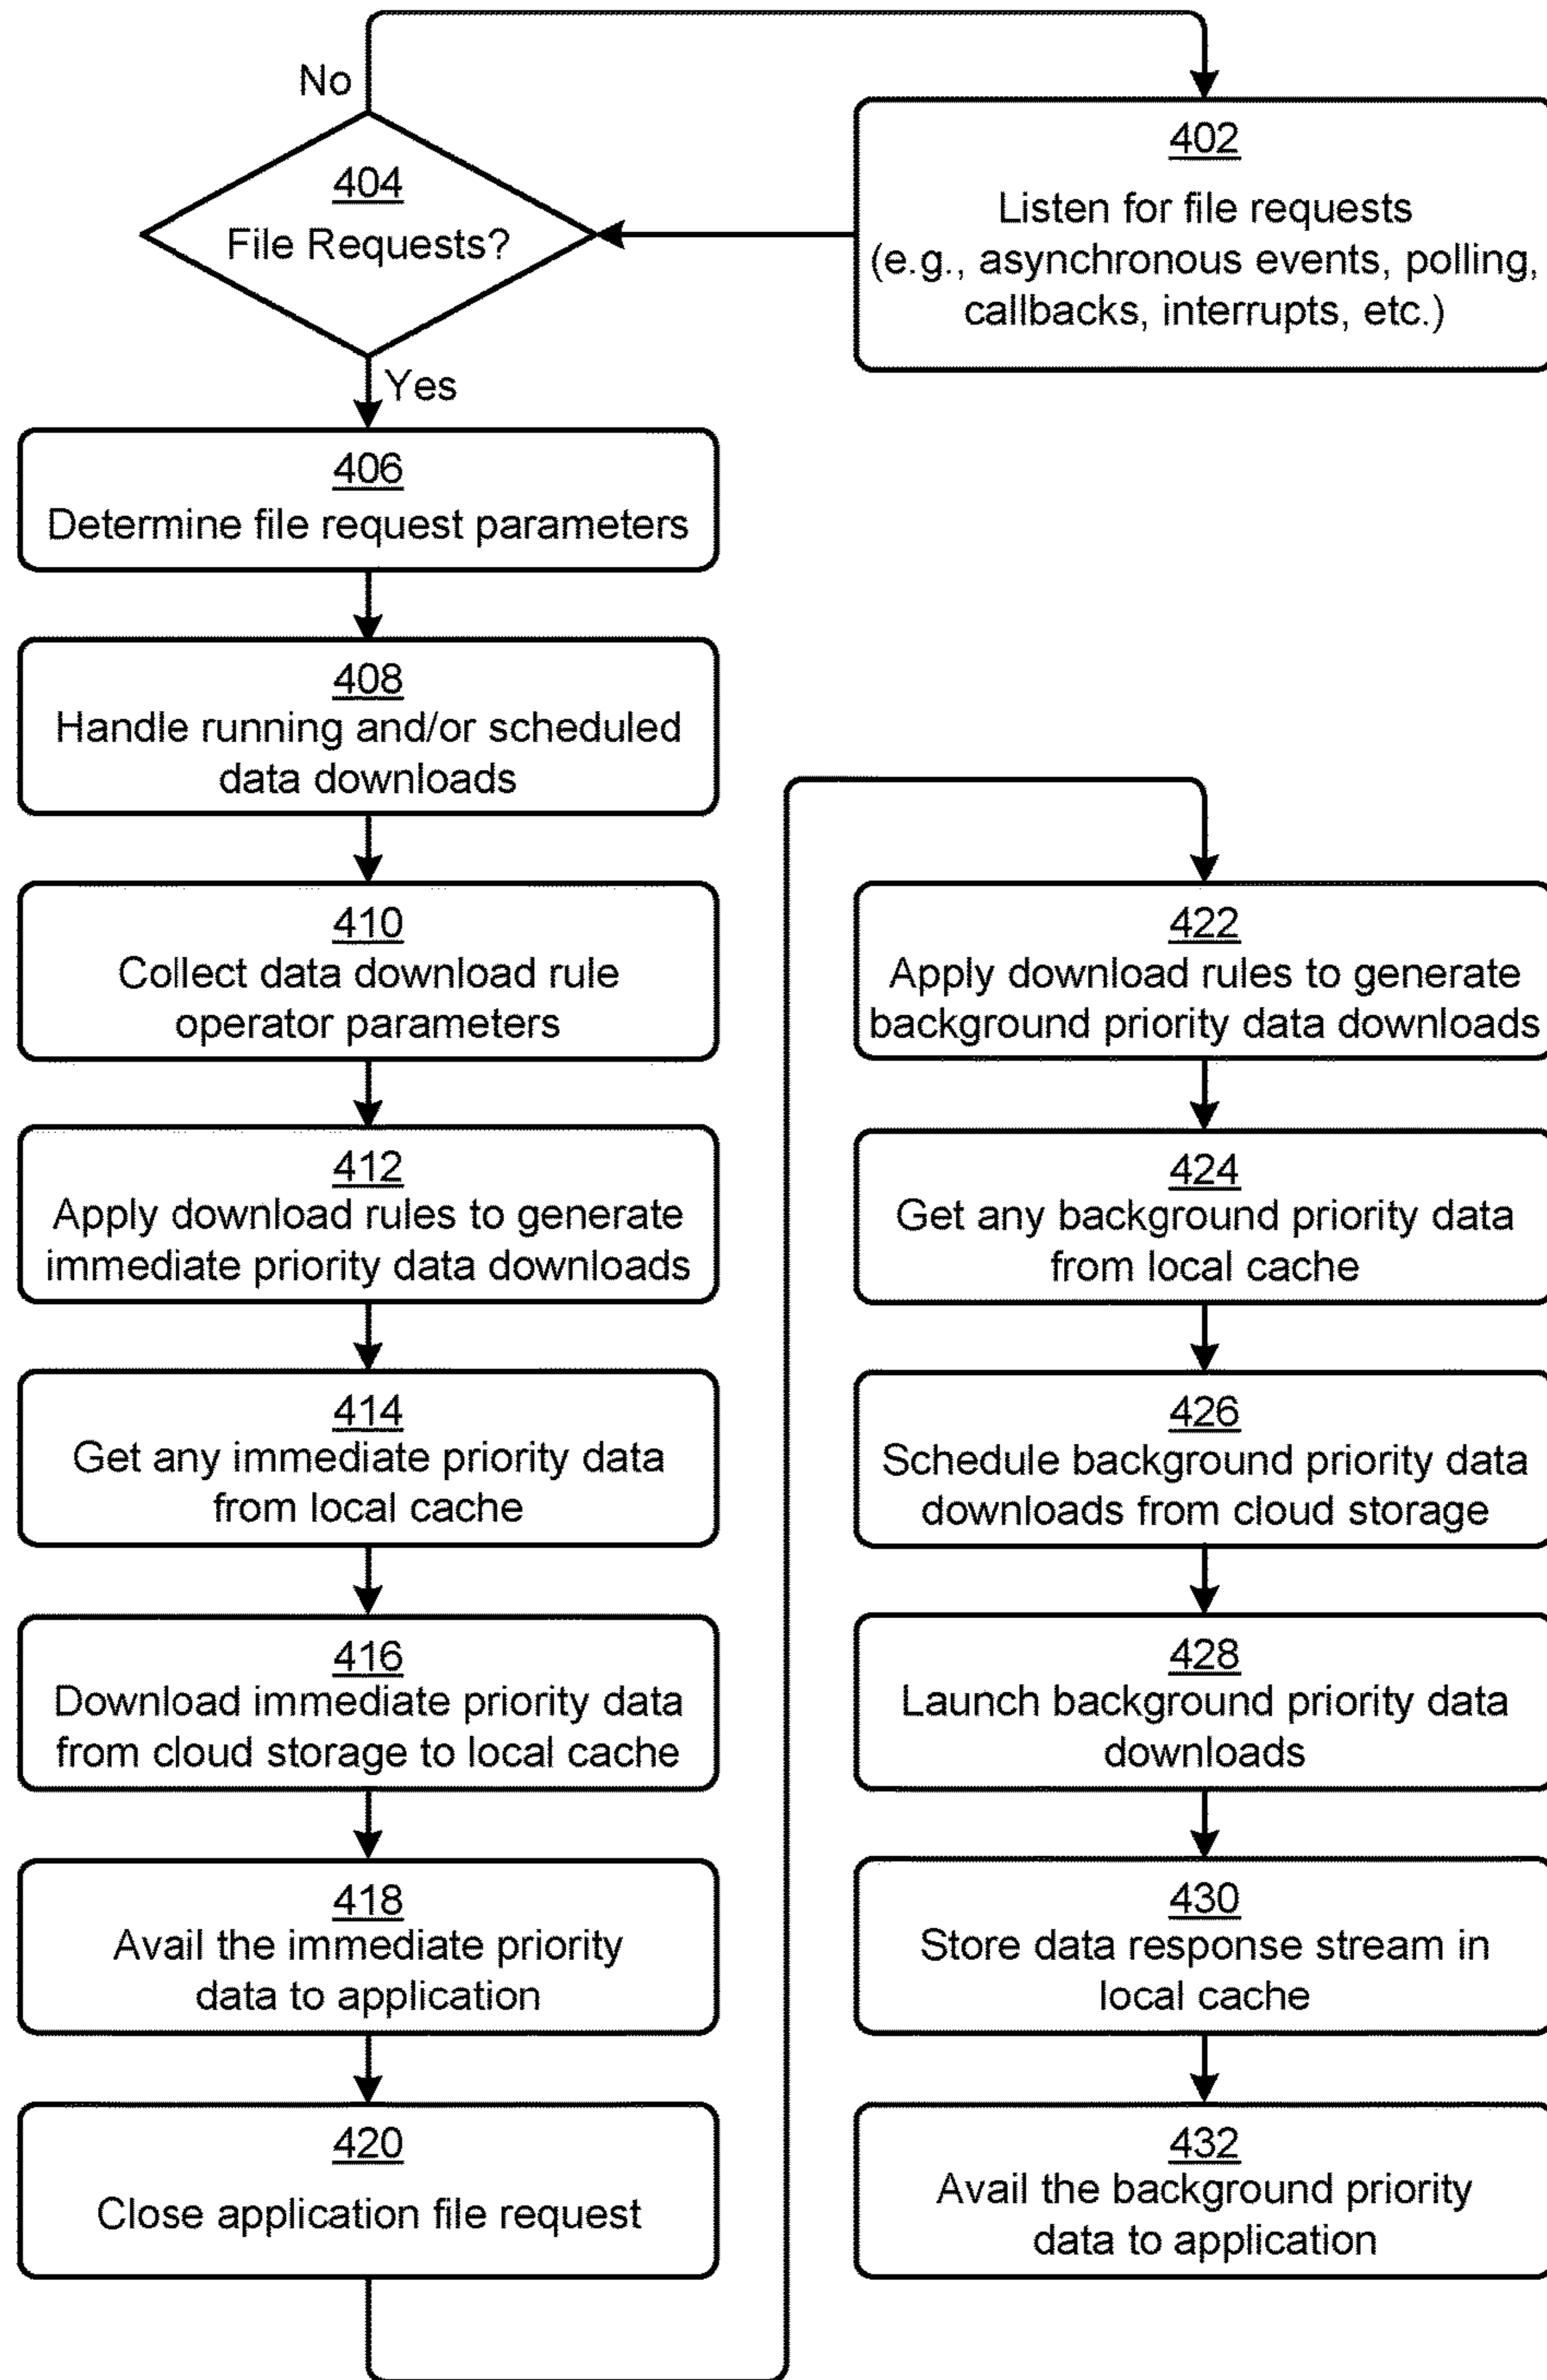 No
404
File Requests?
Yes
402
Listen for file requests
(e.g., asynchronous events, polling,
callbacks, interrupts, etc.)
406
Determine file request parameters
408
Handle running and/or scheduled
data downloads
410
Collect data download rule
operator parameters
412
Apply download rules to generate
immediate priority data downloads
414
Get any immediate priority data
from local cache
416
Download immediate priority data
from cloud storage to local cache
418
Avail the immediate priority
data to application
420
Close application file request
422
Apply download rules to generate
background priority data downloads
424
Get any background priority data
from local cache
426
Schedule background priority data
downloads from cloud storage
428
Launch background priority data
downloads
430
Store data response stream in
local cache
432
Avail the background priority
data to application